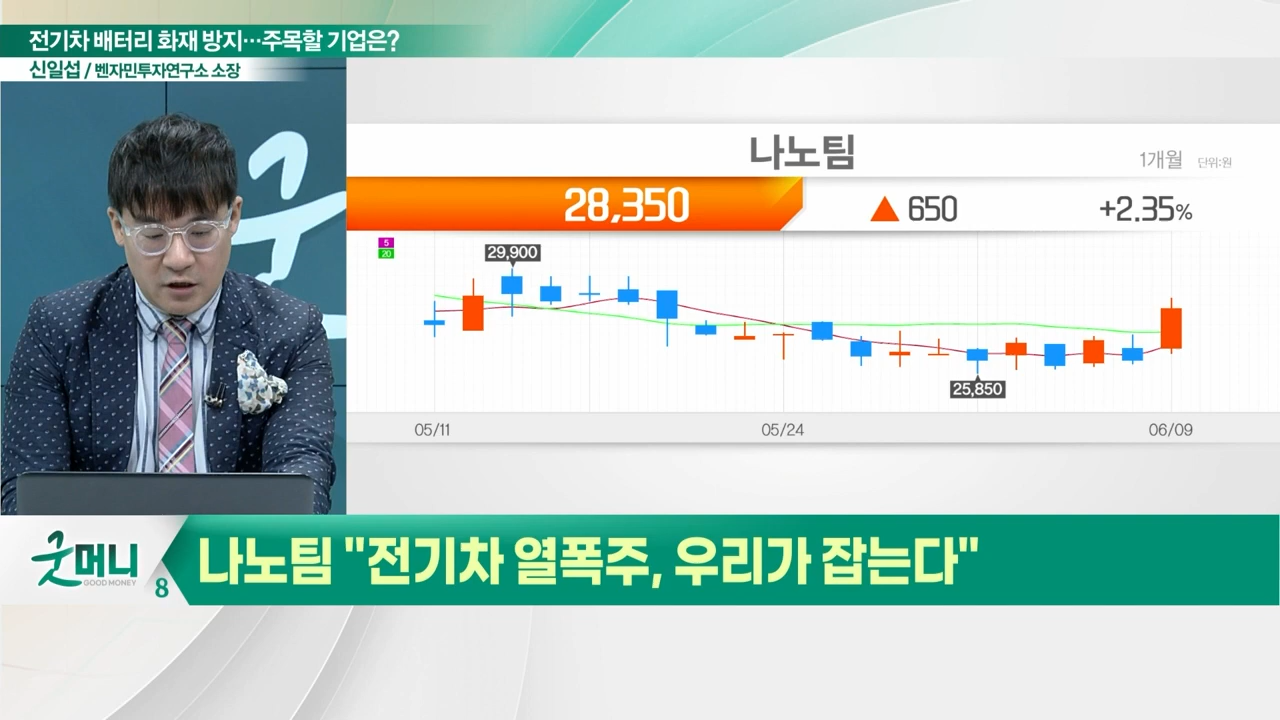 전기차 배터리 화재 방지…주목할 기업은?
신일섭 / 벤자민투자연구소 소장
굿
나노팀
1개월 단위:원
28,350 ▲ 650 +2.35%
5
20
29,900
25,850
05/11 05/24 06/09
굿머니
GOOD MONEY
8
나노팀 "전기차 열폭주, 우리가 잡는다"